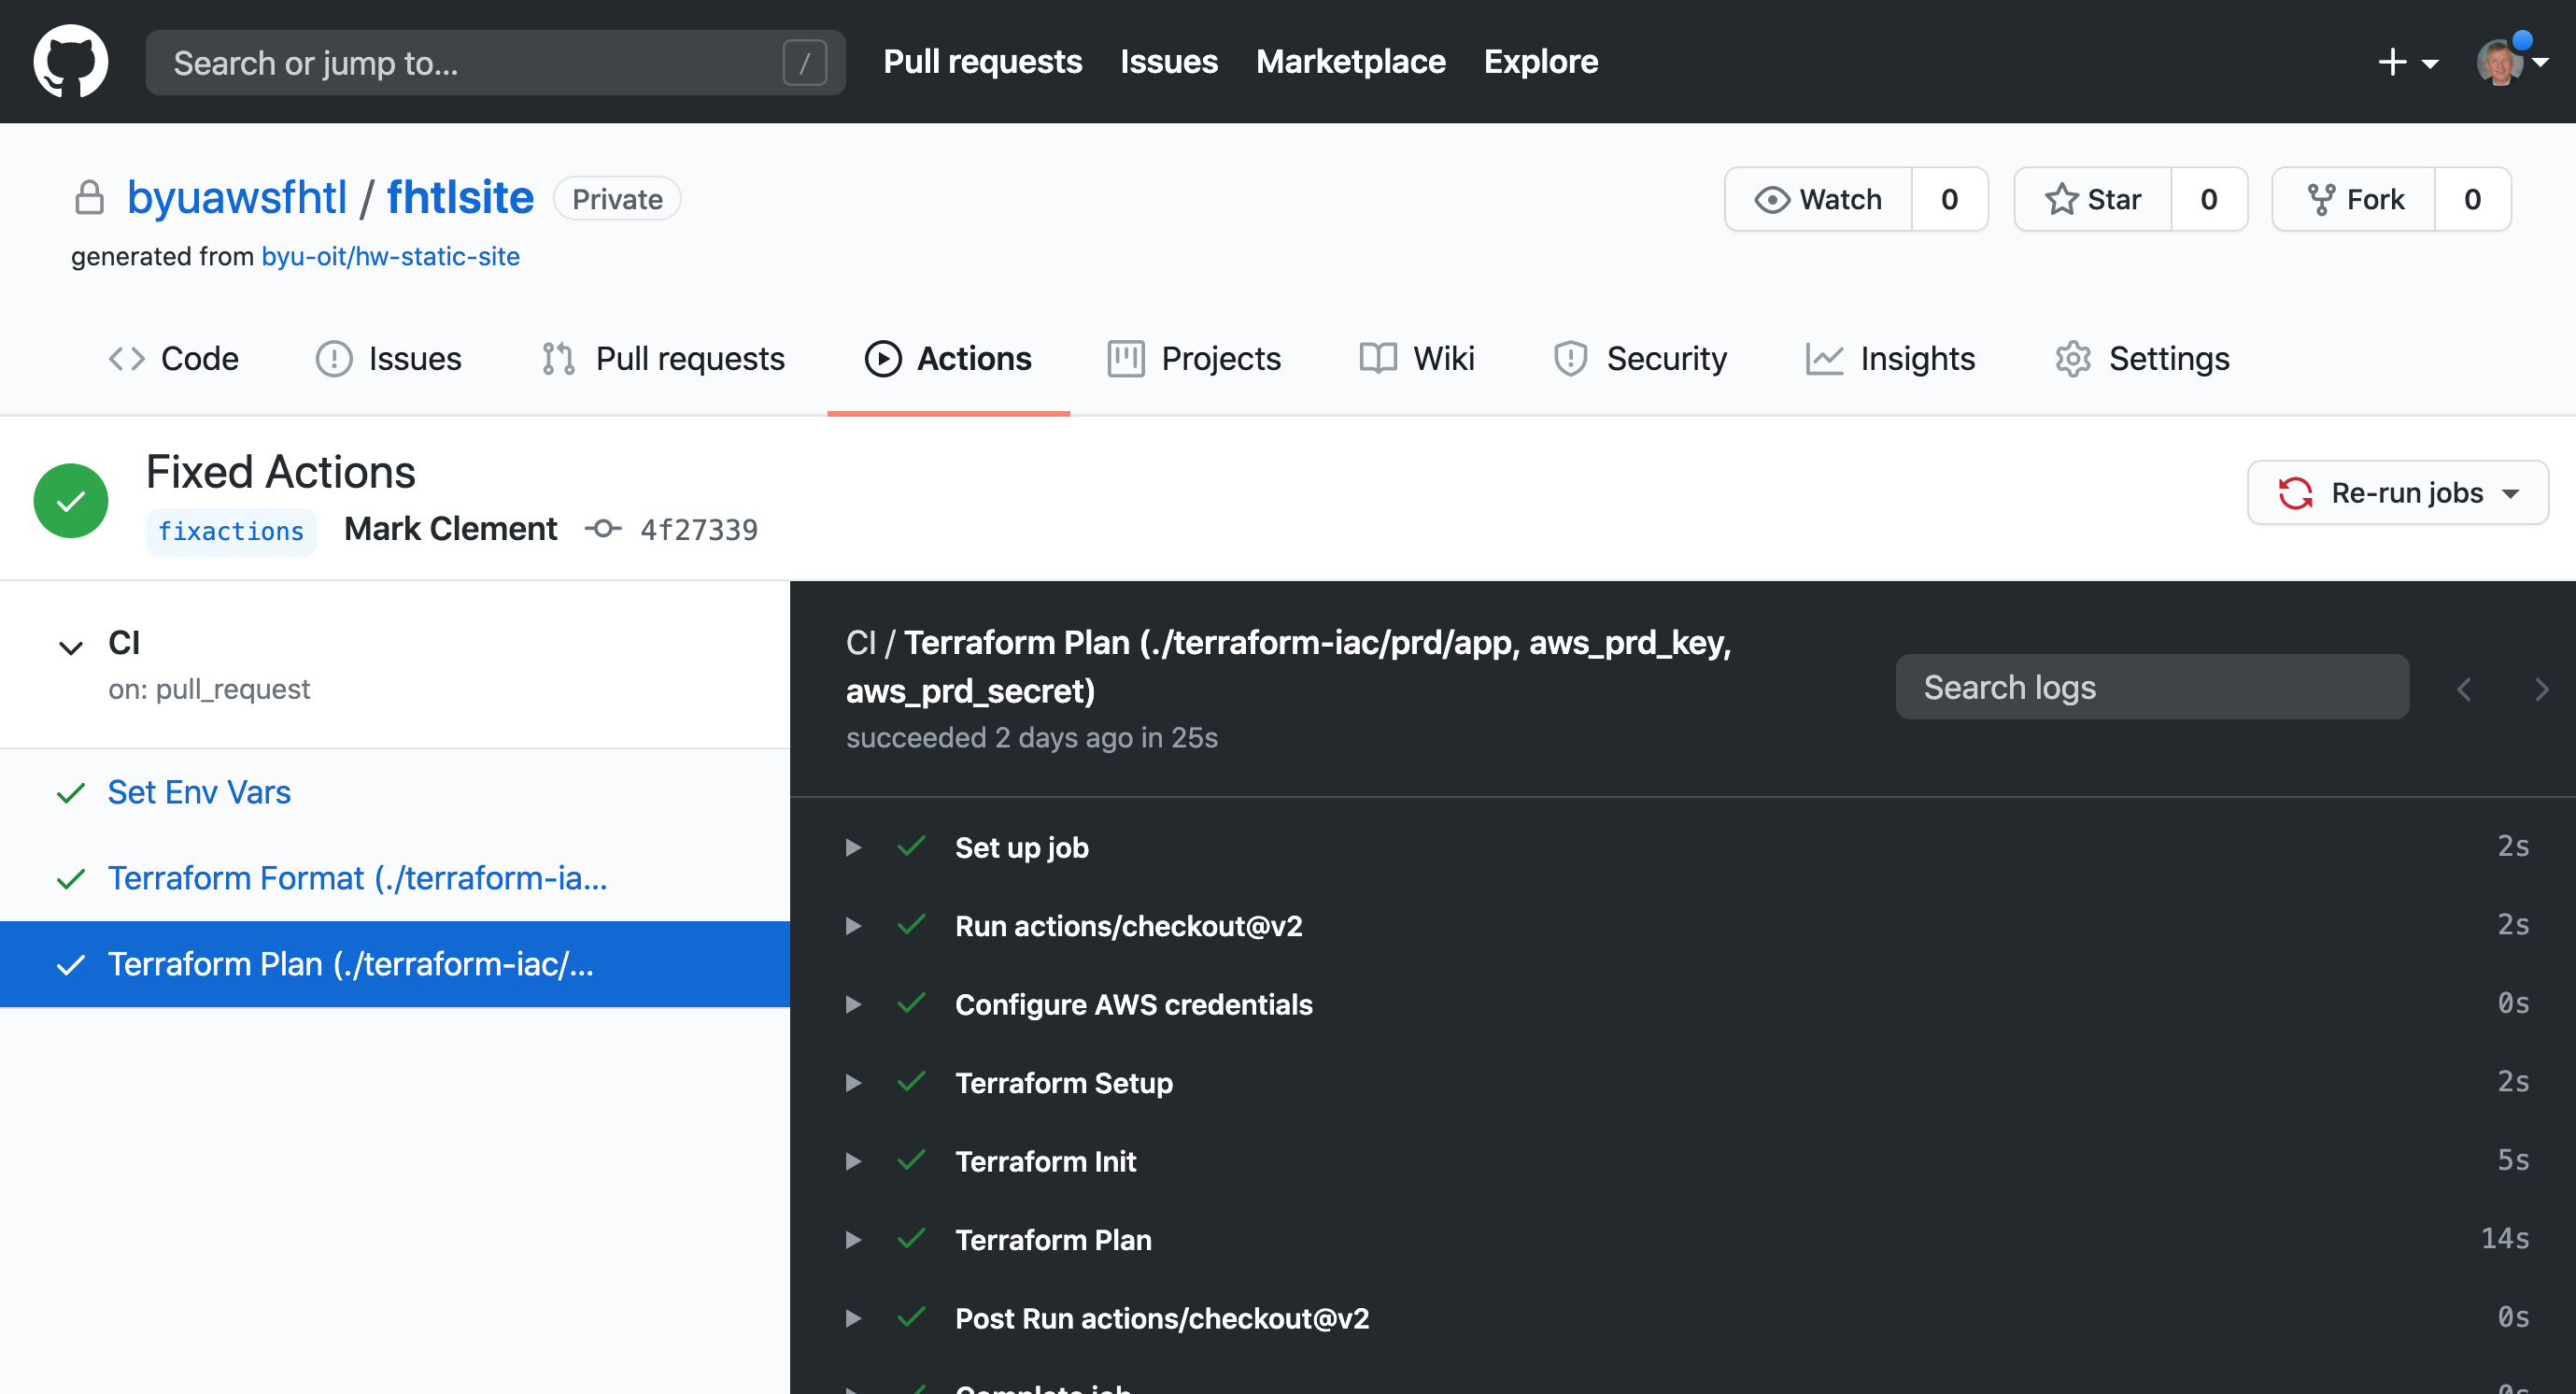 Search or jump to... /
Pull requests Issues Marketplace Explore
byuawsfhtl / fhtlsite Private
Watch 0 Star 0 Fork 0
generated from byu-oit/hw-static-site
Code Issues Pull requests Actions Projects Wiki Security Insights Settings
Fixed Actions
fixactions Mark Clement 4f27339
Re-run jobs
CI
on: pull_request
Set Env Vars
Terraform Format (./terraform-ia...
Terraform Plan (./terraform-iac/...
CI / Terraform Plan (./terraform-iac/prd/app, aws_prd_key,
aws_prd_secret)
succeeded 2 days ago in 25s
Search logs
Set up job 2s
Run actions/checkout@v2 2s
Configure AWS credentials 0s
Terraform Setup 2s
Terraform Init 5s
Terraform Plan 14s
Post Run actions/checkout@v2 0s
Complete job 0s